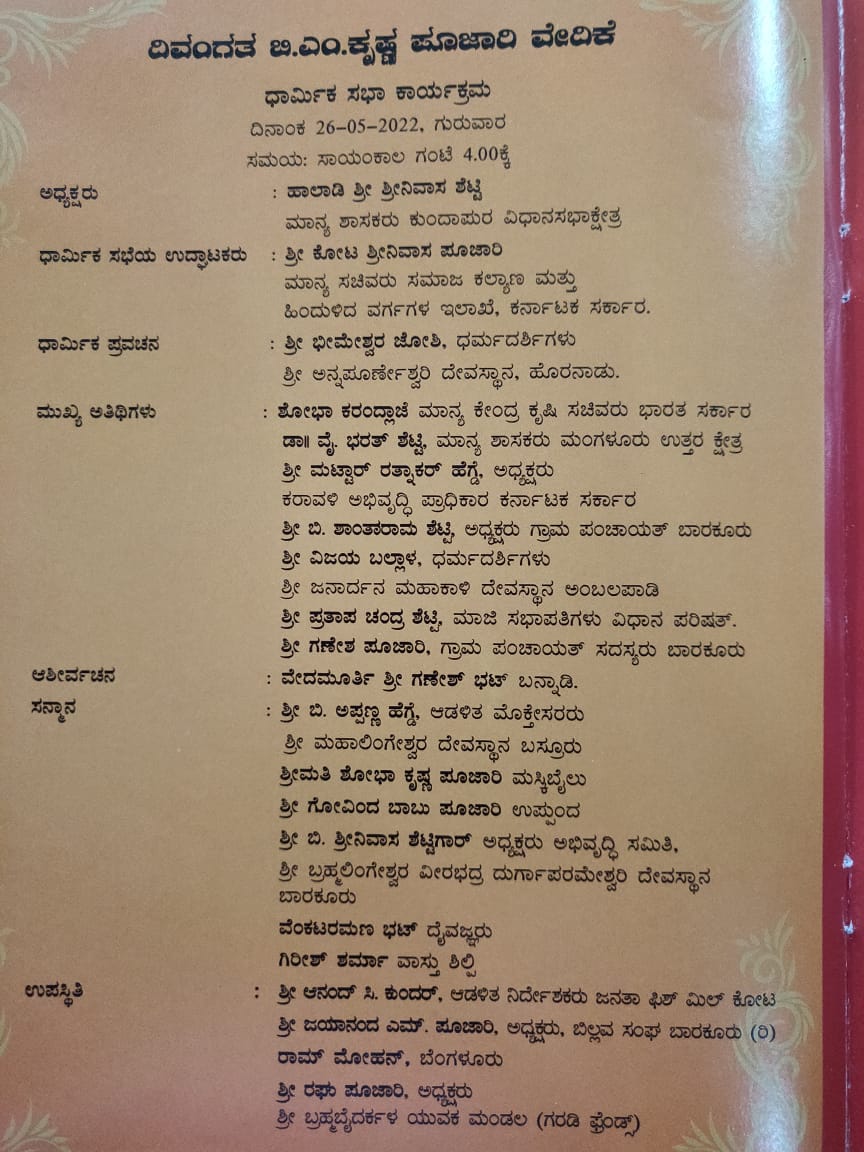 ದಿವಂಗತ ಬಿ.ಎಂ.ಕೃಷ್ಣ ಪೂಜಾರಿ ವೇದಿಕೆ
ಧಾರ್ಮಿಕ ಸಭಾ ಕಾರ್ಯಕ್ರಮ
ದಿನಾಂಕ 26-05-2022, ಗುರುವಾರ
ಸಮಯ: ಸಾಯಂಕಾಲ ಗಂಟೆ 4.00ಕ್ಕೆ
ಅಧ್ಯಕ್ಷರು : ಹಾಲಾಡಿ ಶ್ರೀ ಶ್ರೀನಿವಾಸ ಶೆಟ್ಟಿ
ಮಾನ್ಯ ಶಾಸಕರು ಕುಂದಾಪುರ ವಿಧಾನಸಭಾಕ್ಷೇತ್ರ
ಧಾರ್ಮಿಕ ಸಭೆಯ ಉದ್ಘಾಟಕರು : ಶ್ರೀ ಕೋಟ ಶ್ರೀನಿವಾಸ ಪೂಜಾರಿ
ಮಾನ್ಯ ಸಚಿವರು ಸಮಾಜ ಕಲ್ಯಾಣ ಮತ್ತು
ಹಿಂದುಳಿದ ವರ್ಗಗಳ ಇಲಾಖೆ, ಕರ್ನಾಟಕ ಸರ್ಕಾರ.
ಧಾರ್ಮಿಕ ಪ್ರವಚನ : ಶ್ರೀ ಭೀಮೇಶ್ವರ ಜೋಶಿ, ಧರ್ಮದರ್ಶಿಗಳು
ಶ್ರೀ ಅನ್ನಪೂರ್ಣೇಶ್ವರಿ ದೇವಸ್ಥಾನ, ಹೊರನಾಡು.
ಮುಖ್ಯ ಅತಿಥಿಗಳು : ಶೋಭಾ ಕರಂದ್ಲಾಜೆ ಮಾನ್ಯ ಕೇಂದ್ರ ಕೃಷಿ ಸಚಿವರು ಭಾರತ ಸರ್ಕಾರ
ಡಾ॥ ವೈ. ಭರತ್ ಶೆಟ್ಟಿ, ಮಾನ್ಯ ಶಾಸಕರು ಮಂಗಳೂರು ಉತ್ತರ ಕ್ಷೇತ್ರ
ಶ್ರೀ ಮಟ್ಟಾರ್ ರತ್ನಾಕರ್ ಹೆಗ್ಡೆ, ಅಧ್ಯಕ್ಷರು
ಕರಾವಳಿ ಅಭಿವೃದ್ಧಿ ಪ್ರಾಧಿಕಾರ ಕರ್ನಾಟಕ ಸರ್ಕಾರ
ಶ್ರೀ ಬಿ. ಶಾಂತಾರಾಮ ಶೆಟ್ಟಿ, ಅಧ್ಯಕ್ಷರು ಗ್ರಾಮ ಪಂಚಾಯತ್ ಬಾರಕೂರು
ಶ್ರೀ ವಿಜಯ ಬಲ್ಲಾಳ, ಧರ್ಮದರ್ಶಿಗಳು
ಶ್ರೀ ಜನಾರ್ದನ ಮಹಾಕಾಳಿ ದೇವಸ್ಥಾನ ಅಂಬಲಪಾಡಿ
ಶ್ರೀ ಪ್ರತಾಪ ಚಂದ್ರ ಶೆಟ್ಟಿ, ಮಾಜಿ ಸಭಾಪತಿಗಳು ವಿಧಾನ ಪರಿಷತ್.
ಶ್ರೀ ಗಣೇಶ ಪೂಜಾರಿ, ಗ್ರಾಮ ಪಂಚಾಯತ್ ಸದಸ್ಯರು ಬಾರಕೂರು
ಆಶೀರ್ವಚನ : ವೇದಮೂರ್ತಿ ಶ್ರೀ ಗಣೇಶ್ ಭಟ್ ಬನ್ನಾಡಿ.
ಸನ್ಮಾನ : ಶ್ರೀ ಬಿ. ಅಪ್ಪಣ್ಣ ಹೆಗ್ಡೆ, ಆಡಳಿತ ಮೊಕ್ತೇಸರರು
ಶ್ರೀ ಮಹಾಲಿಂಗೇಶ್ವರ ದೇವಸ್ಥಾನ ಬಸ್ರೂರು
ಶ್ರೀಮತಿ ಶೋಭಾ ಕೃಷ್ಣ ಪೂಜಾರಿ ಮಸ್ಕಿಬೈಲು
ಶ್ರೀ ಗೋವಿಂದ ಬಾಬು ಪೂಜಾರಿ ಉಪ್ಪುಂದ
ಶ್ರೀ ಬಿ. ಶ್ರೀನಿವಾಸ ಶೆಟ್ಟಿಗಾರ್ ಅಧ್ಯಕ್ಷರು ಅಭಿವೃದ್ಧಿ ಸಮಿತಿ,
ಶ್ರೀ ಬ್ರಹ್ಮಲಿಂಗೇಶ್ವರ ವೀರಭದ್ರ ದುರ್ಗಾಪರಮೇಶ್ವರಿ ದೇವಸ್ಥಾನ
ಬಾರಕೂರು
ವೆಂಕಟರಮಣ ಭಟ್ ದೈವಜ್ಞರು
ಗಿರೀಶ್ ಶರ್ಮಾ ವಾಸ್ತು ಶಿಲ್ಪಿ
ಉಪಸ್ಥಿತಿ : ಶ್ರೀ ಆನಂದ್ ಸಿ. ಕುಂದರ್, ಆಡಳಿತ ನಿರ್ದೇಶಕರು ಜನತಾ ಫಿಶ್ ಮಿಲ್ ಕೋಟ
ಶ್ರೀ ಜಯಾನಂದ ಎಮ್. ಪೂಜಾರಿ, ಅಧ್ಯಕ್ಷರು, ಬಿಲ್ಲವ ಸಂಘ ಬಾರಕೂರು (ರಿ)
ರಾಮ್ ಮೋಹನ್, ಬೆಂಗಳೂರು
ಶ್ರೀ ರಘು ಪೂಜಾರಿ, ಅಧ್ಯಕ್ಷರು
ಶ್ರೀ ಬ್ರಹ್ಮಬೈದರ್ಕಳ ಯುವಕ ಮಂಡಲ (ಗರಡಿ ಫ್ರೆಂಡ್ಸ್)